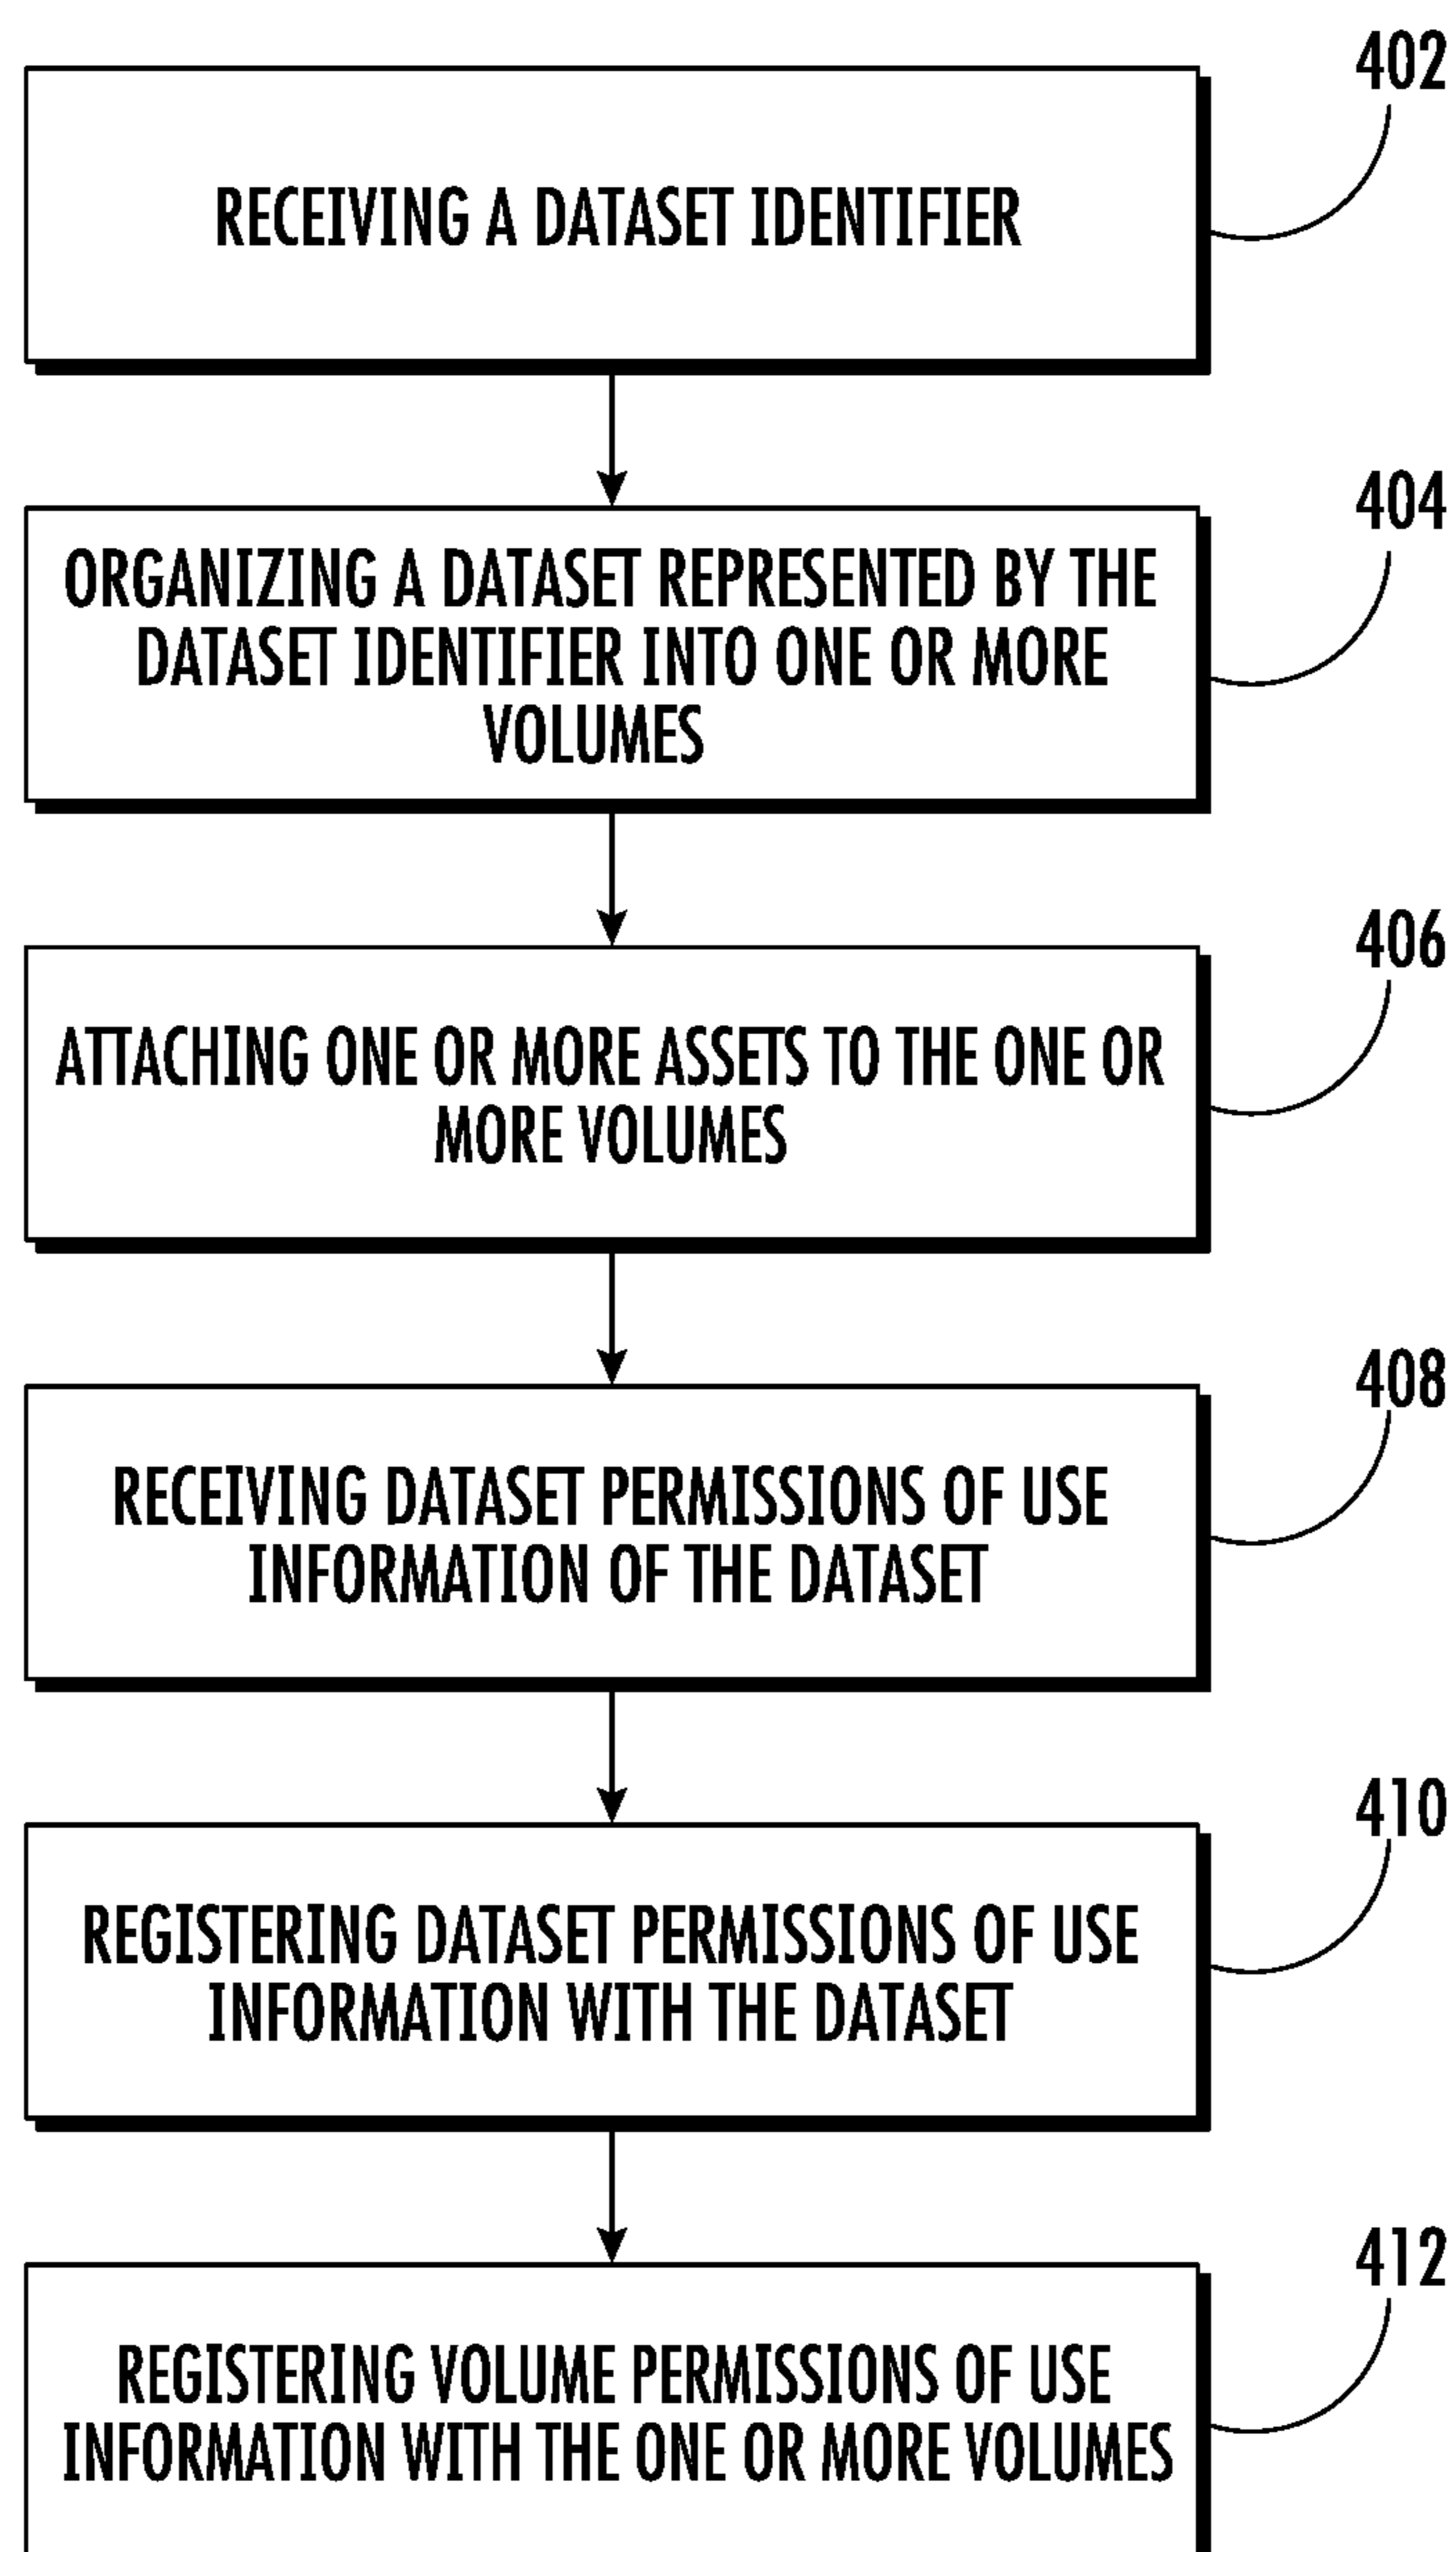 402
RECEIVING A DATASET IDENTIFIER
404
ORGANIZING A DATASET REPRESENTED BY THE
DATASET IDENTIFIER INTO ONE OR MORE
VOLUMES
406
ATTACHING ONE OR MORE ASSETS TO THE ONE OR
MORE VOLUMES
408
RECEIVING DATASET PERMISSIONS OF USE
INFORMATION OF THE DATASET
410
REGISTERING DATASET PERMISSIONS OF USE
INFORMATION WITH THE DATASET
412
REGISTERING VOLUME PERMISSIONS OF USE
INFORMATION WITH THE ONE OR MORE VOLUMES